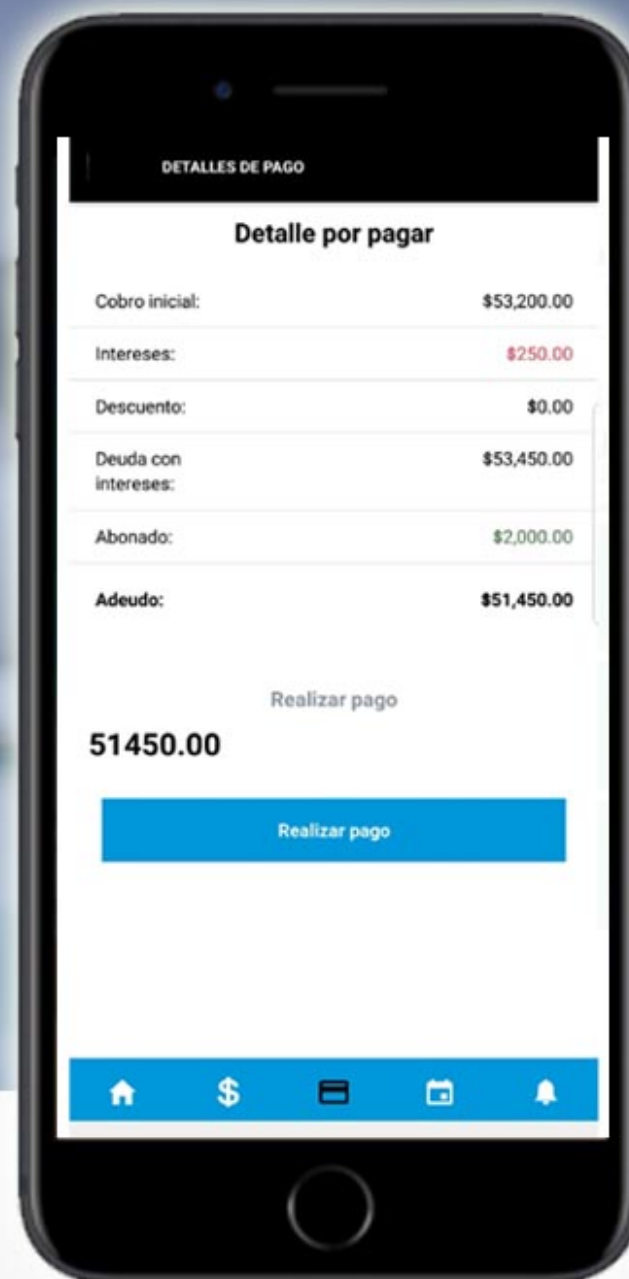 DETALLES DE PAGO
Detalle por pagar
Cobro inicial: $53,200.00
Intereses: $250.00
Descuento: $0.00
Deuda con $53,450.00
intereses:
Abonado: $2,000.00
Adeudo: $51,450.00
Realizar pago
51450.00
Realizar pago